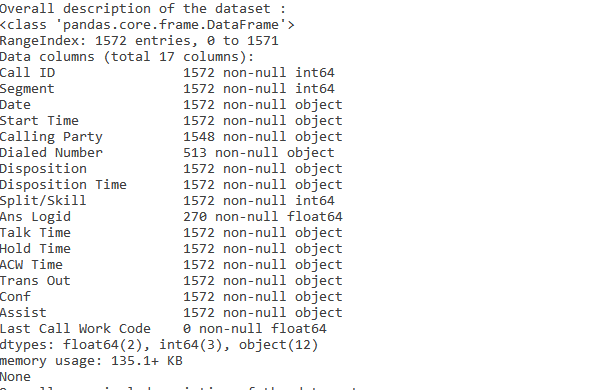 Overall description of the dataset :
<class 'pandas.core.frame.DataFrame'>
RangeIndex: 1572 entries, 0 to 1571
Data columns (total 17 columns):
Call ID 1572 non-null int64
Segment 1572 non-null int64
Date 1572 non-null object
Start Time 1572 non-null object
Calling Party 1548 non-null object
Dialed Number 513 non-null object
Disposition 1572 non-null object
Disposition Time 1572 non-null object
Split/Skill 1572 non-null int64
Ans Logid 270 non-null float64
Talk Time 1572 non-null object
Hold Time 1572 non-null object
ACW Time 1572 non-null object
Trans Out 1572 non-null object
Conf 1572 non-null object
Assist 1572 non-null object
Last Call Work Code 0 non-null float64
dtypes: float64(2), int64(3), object(12)
memory usage: 135.1+ KB
None